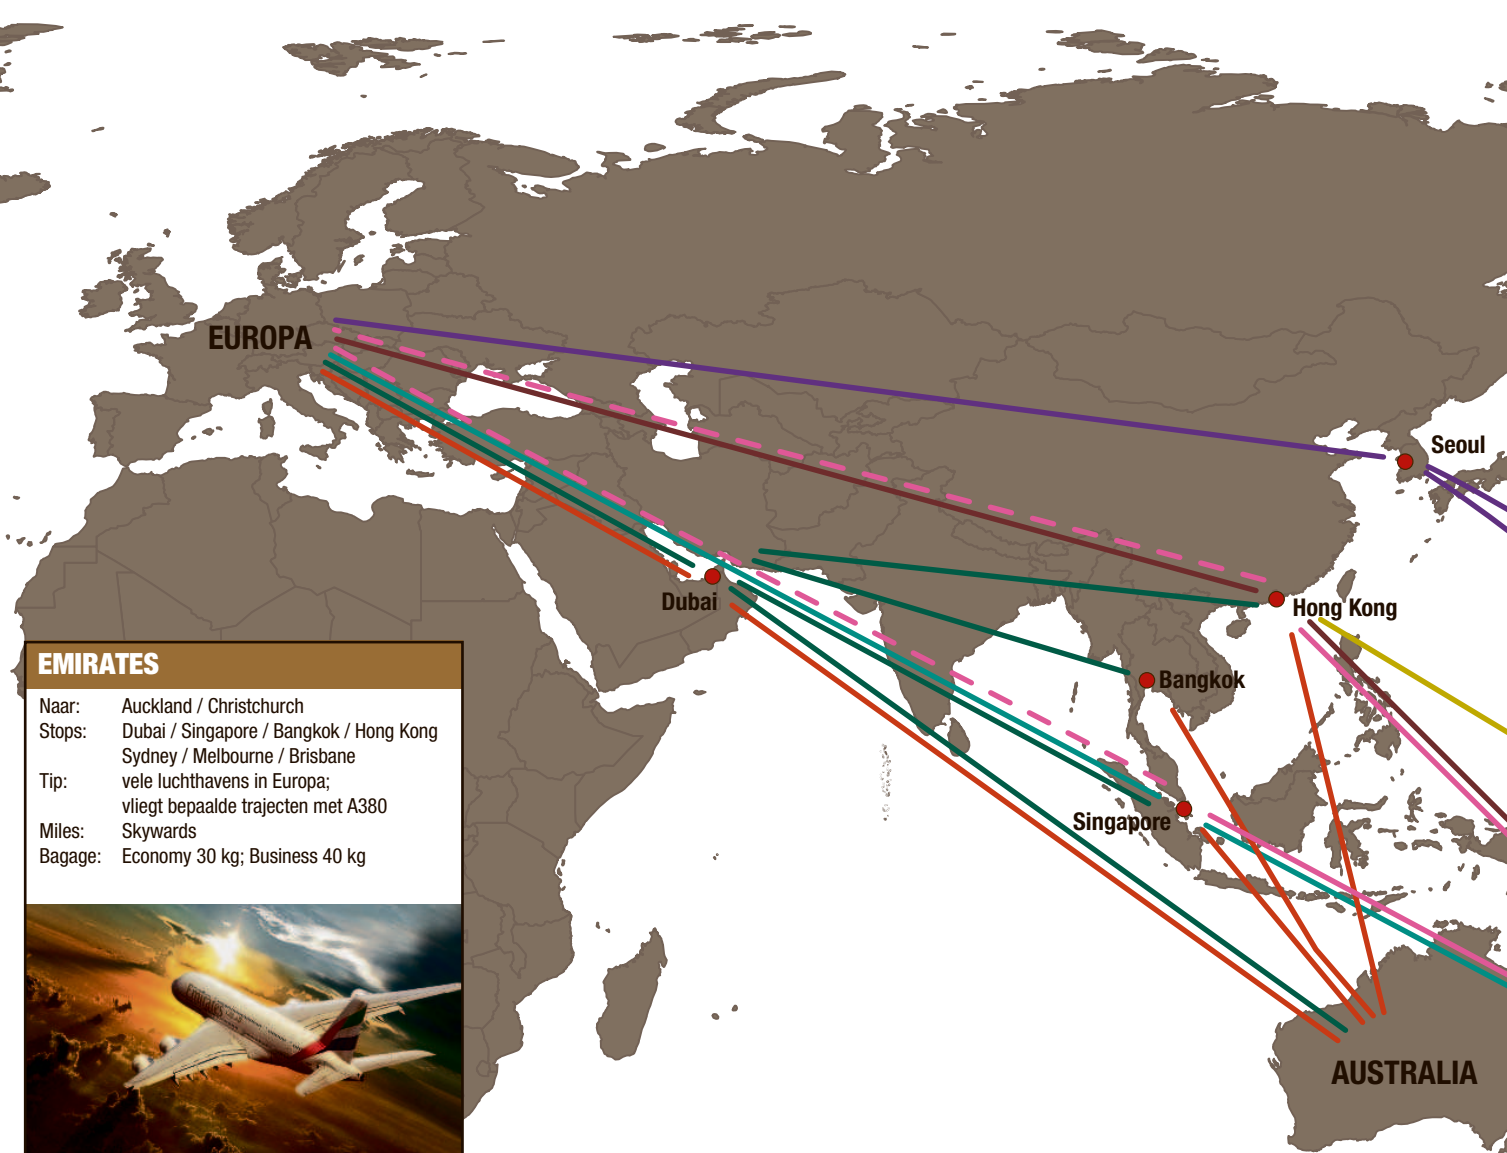 EUROPA
Seoul
Dubai
Hong Kong
Bangkok
Singapore
AUSTRALIA
EMIRATES
Naar: Auckland / Christchurch
Stops: Dubai / Singapore / Bangkok / Hong Kong
Sydney / Melbourne / Brisbane
Tip: vele luchthavens in Europa;
vliegt bepaalde trajecten met A380
Miles: Skywards
Bagage: Economy 30 kg; Business 40 kg
Emirates